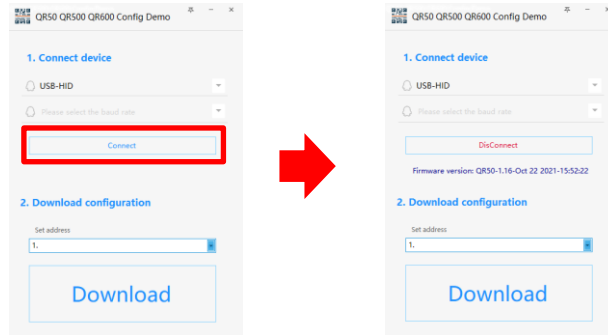 QR50 QR500 QR600 Config Demo
1. Connect device
USB-HID
Please select the baud rate
Connect
2. Download configuration
Set address
1.
Download
QR50 QR500 QR600 Config Demo
1. Connect device
USB-HID
Please select the baud rate
DisConnect
Firmware version: QR50-1.16-Oct 22 2021-15:52:22
2. Download configuration
Set address
1.
Download